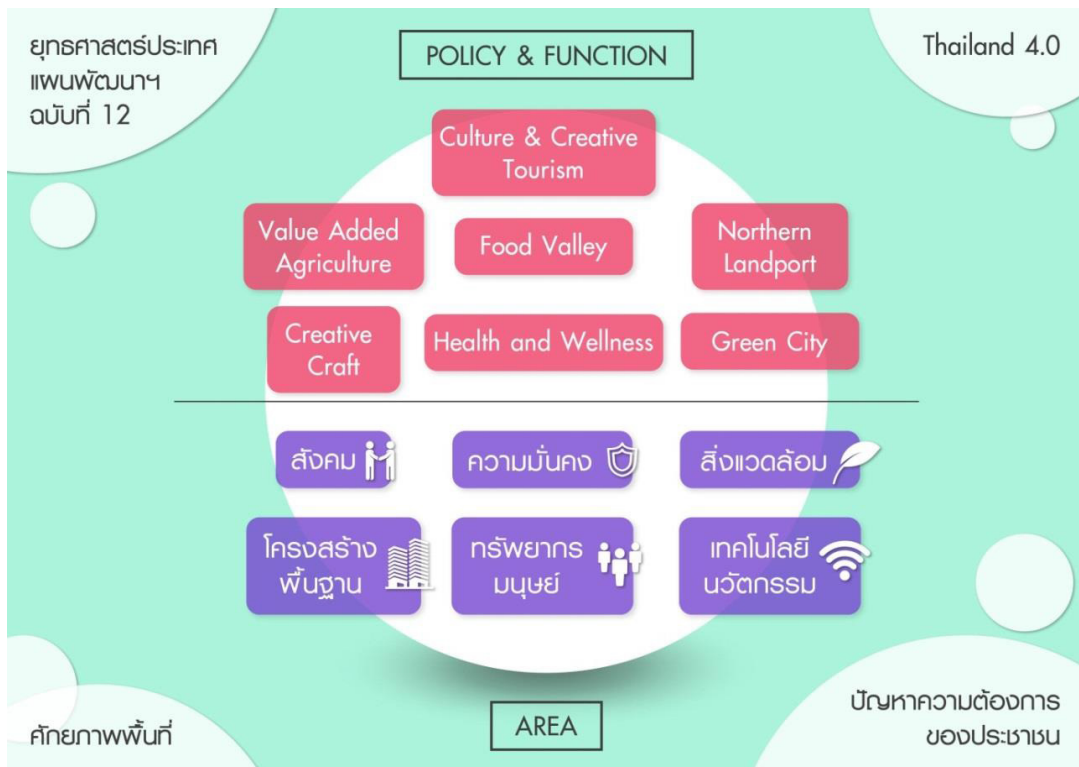 ยุทธศาสตร์ประเทศ
แผนพัฒนาฯ
ฉบับที่ 12
POLICY & FUNCTION
Thailand 4.0
Culture & Creative
Tourism
Value Added
Agriculture
Food Valley
Northern
Landport
Creative
Craft
Health and Wellness
Green City
สังคม
ความมั่นคง
สิ่งแวดล้อม
โครงสร้าง
พื้นฐาน
ทรัพยากร
มนุษย์
เทคโนโลยี
นวัตกรรม
ศักยภาพพื้นที่
AREA
ปัญหาความต้องการ
ของประชาชน